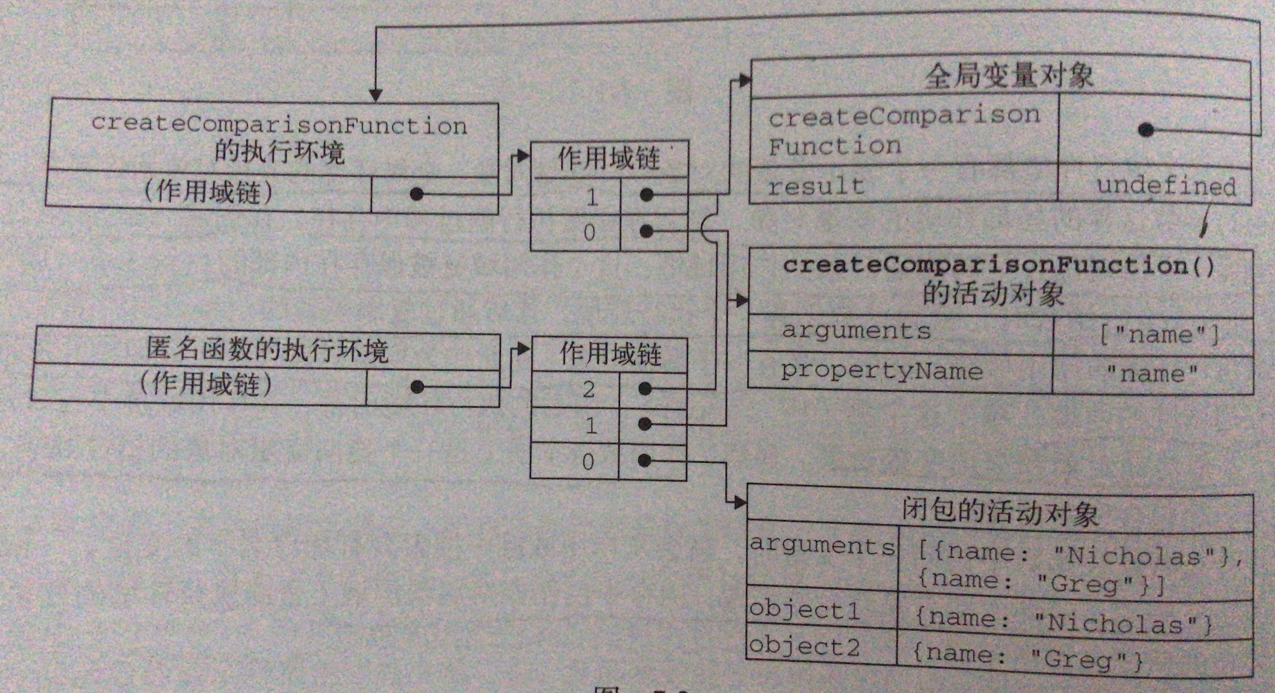 createComparisonFunction
的执行环境
(作用域链)
作用域链
1
0
全局变量对象
createComparison
Function
result undefined
createComparisonFunction()
的活动对象
arguments ["name"]
propertyName "name"
匿名函数的执行环境
(作用域链)
作用域链
2
1
0
闭包的活动对象
arguments [{name: "Nicholas"},
{name: "Greg"}]
object1 {name: "Nicholas"}
object2 {name: "Greg"}